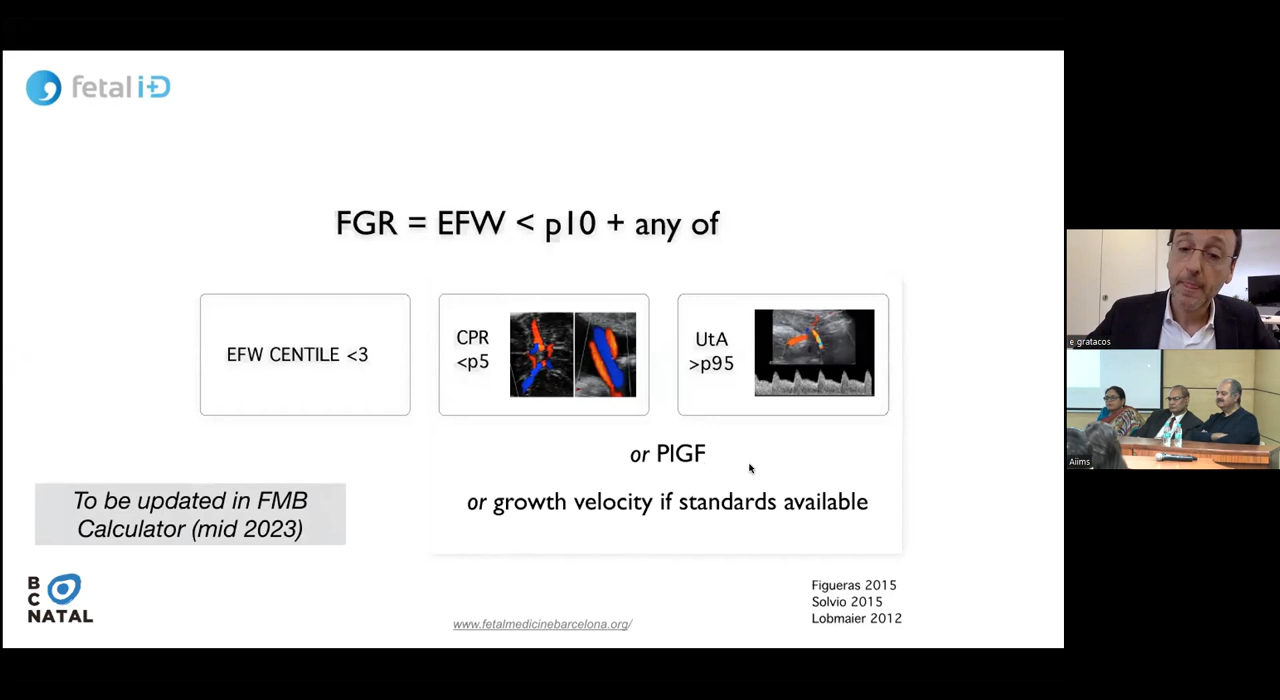 fetal i+D
FGR = EFW < p10 + any of
EFW CENTILE <3
CPR
<p5
UtA
>p95
or PlGF
or growth velocity if standards available
To be updated in FMB
Calculator (mid 2023)
B
C
NATAL
www.fetalmedicinebarcelona.org/
Figueras 2015
Solvio 2015
Lobmaier 2012
e.gratacos
Aiims